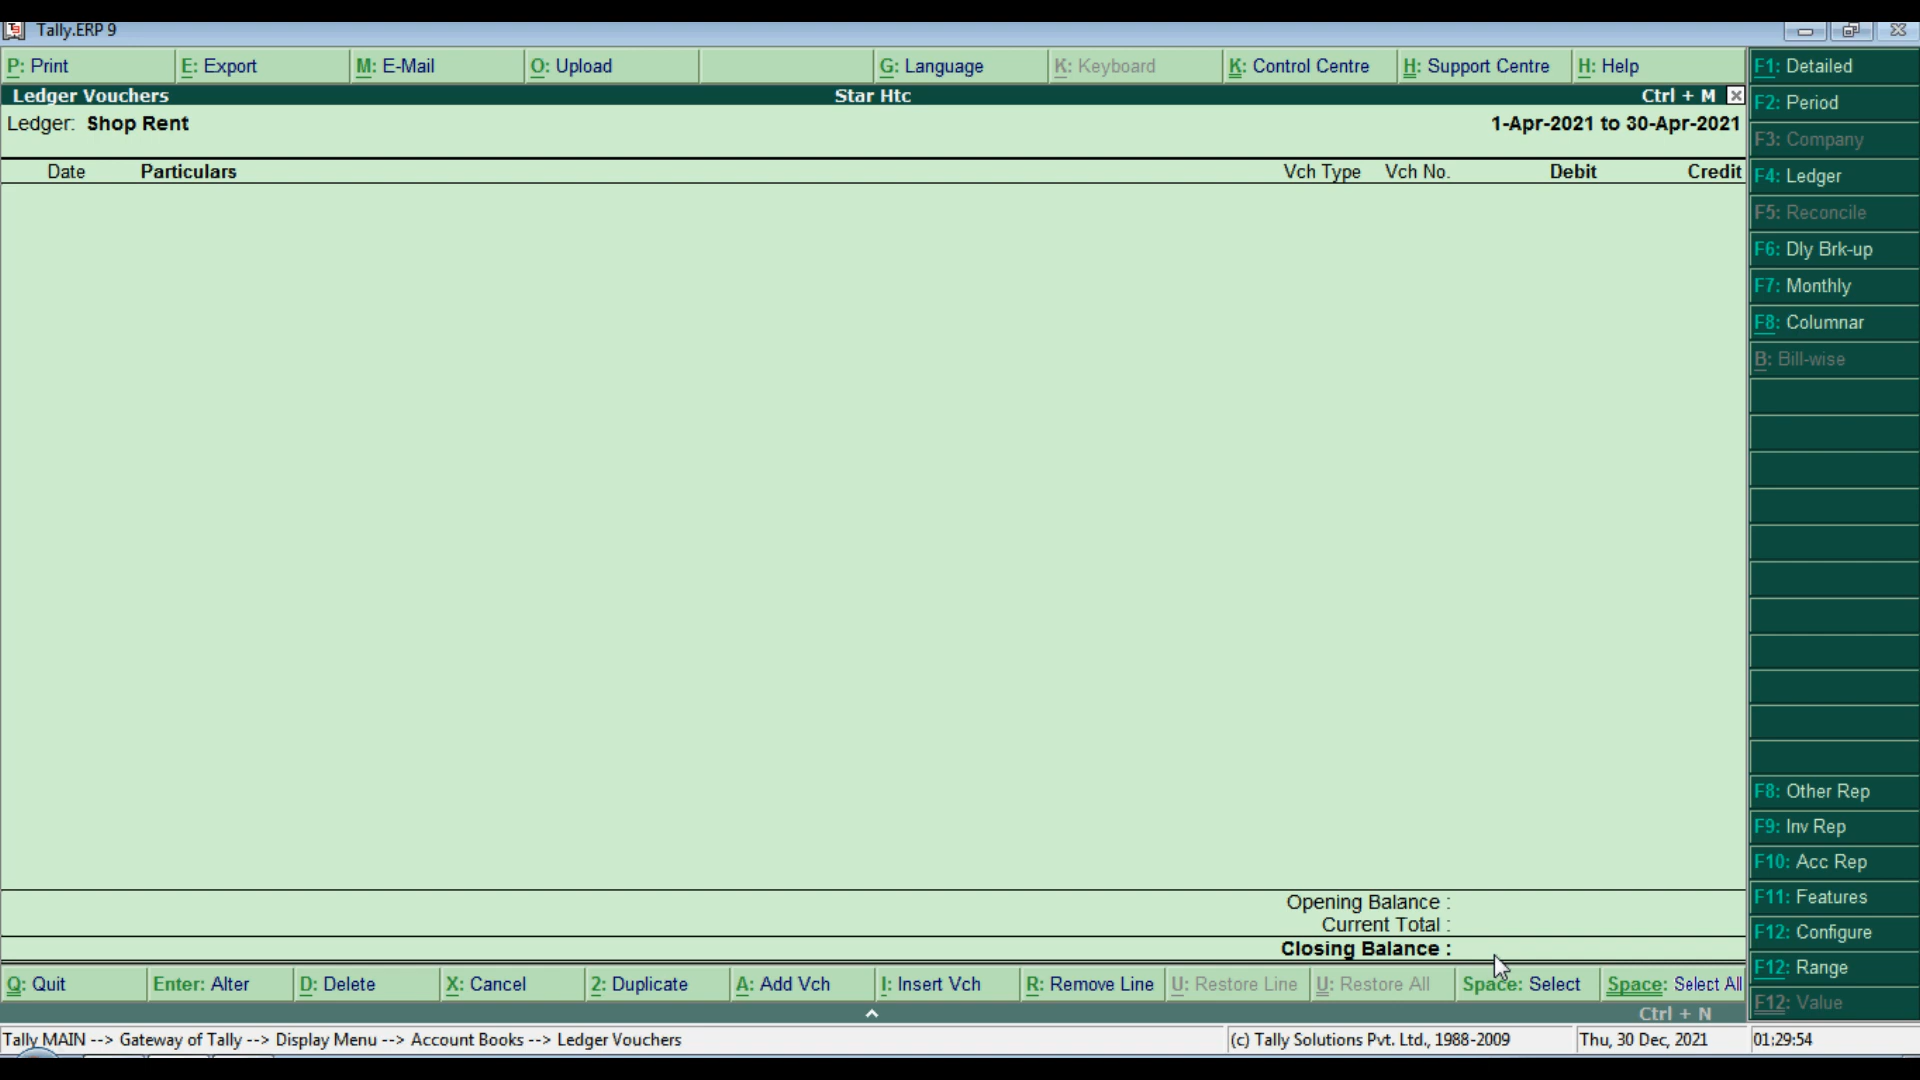 Tally.ERP 9
P: Print E: Export M: E-Mail O: Upload G: Language K: Keyboard K: Control Centre H: Support Centre H: Help
Ledger Vouchers Star Htc Ctrl + M
Ledger: Shop Rent 1-Apr-2021 to 30-Apr-2021
Date Particulars Vch Type Vch No. Debit Credit
Opening Balance :
Current Total :
Closing Balance :
F1: Detailed
F2: Period
F3: Company
F4: Ledger
F5: Reconcile
F6: Dly Brk-up
F7: Monthly
F8: Columnar
B: Bill-wise
F8: Other Rep
F9: Inv Rep
F10: Acc Rep
F11: Features
F12: Configure
F12: Range
F12: Value
Q: Quit Enter: Alter D: Delete X: Cancel 2: Duplicate A: Add Vch I: Insert Vch R: Remove Line U: Restore Line U: Restore All Space: Select Space: Select All
Ctrl + N
Tally MAIN --> Gateway of Tally --> Display Menu --> Account Books --> Ledger Vouchers (c) Tally Solutions Pvt. Ltd., 1988-2009 Thu, 30 Dec, 2021 01:29:54